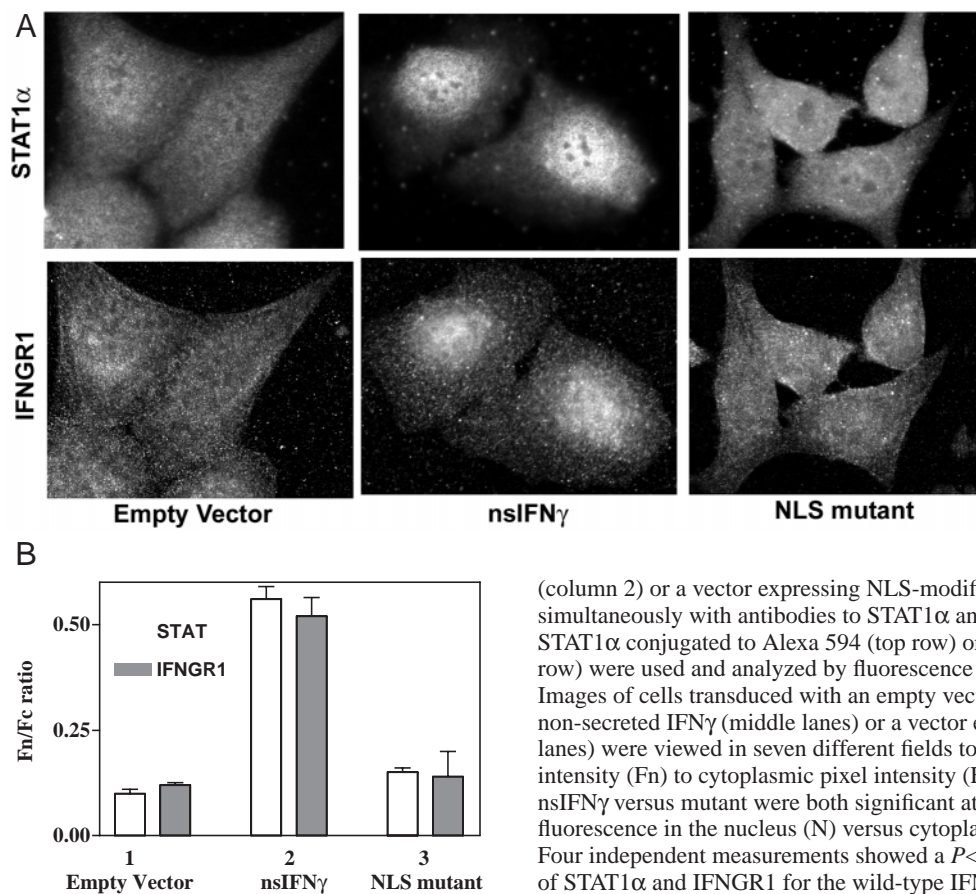 A
STAT1α
IFNGR1
Empty Vector
nsIFNγ
NLS mutant
B
Fn/Fc ratio
0.50
0.25
0.00
STAT
IFNGR1
1
Empty Vector
2
nsIFNγ
3
NLS mutant
(column 2) or a vector expressing NLS-modif
simultaneously with antibodies to STAT1α an
STAT1α conjugated to Alexa 594 (top row) or
row) were used and analyzed by fluorescence
Images of cells transduced with an empty vect
non-secreted IFNγ (middle lanes) or a vector e
lanes) were viewed in seven different fields to
intensity (Fn) to cytoplasmic pixel intensity (F
nsIFNγ versus mutant were both significant at
fluorescence in the nucleus (N) versus cytopla
Four independent measurements showed a P<
of STAT1α and IFNGR1 for the wild-type IF